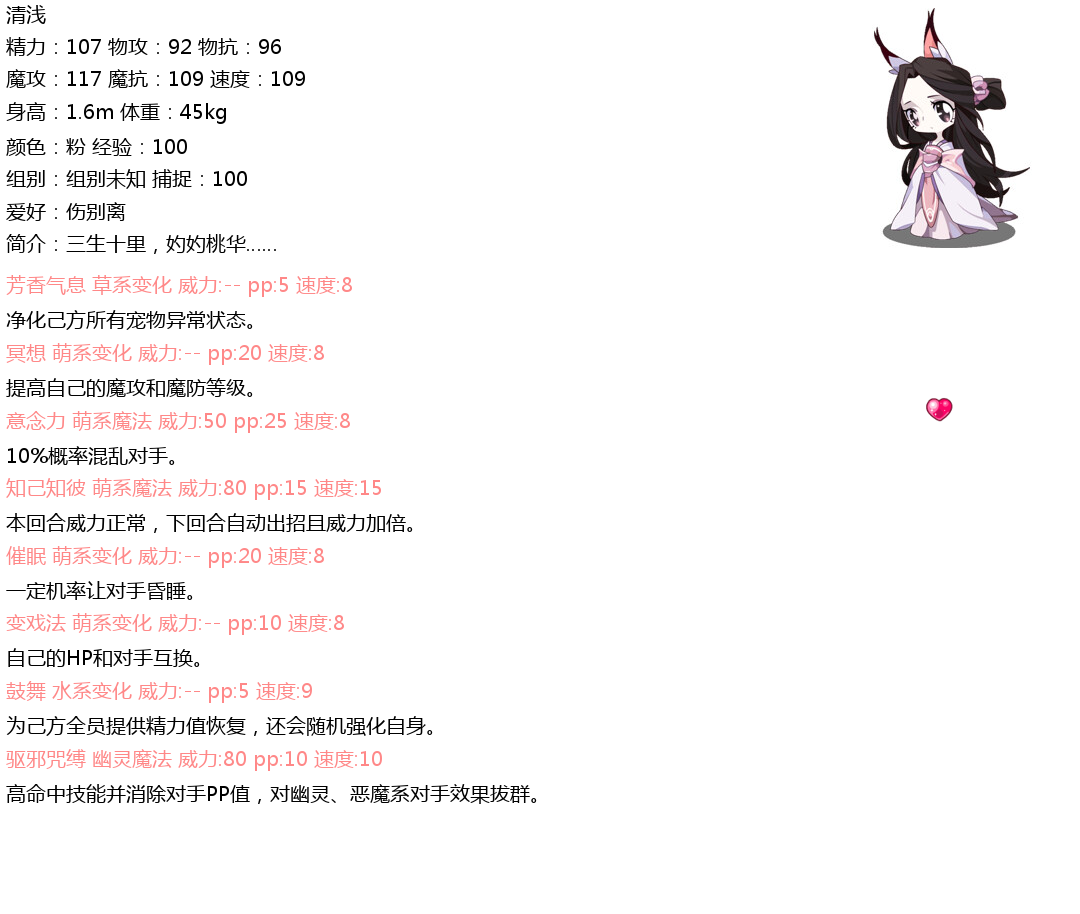 清浅
精力：107 物攻：92 物抗：96
魔攻：117 魔抗：109 速度：109
身高：1.6m 体重：45kg
颜色：粉 经验：100
组别：组别未知 捕捉：100
爱好：伤别离
简介：三生十里，妁妁桃华......
芳香气息 草系变化 威力:-- pp:5 速度:8
净化己方所有宠物异常状态。
冥想 萌系变化 威力:-- pp:20 速度:8
提高自己的魔攻和魔防等级。
意念力 萌系魔法 威力:50 pp:25 速度:8
10%概率混乱对手。
知己知彼 萌系魔法 威力:80 pp:15 速度:15
本回合威力正常，下回合自动出招且威力加倍。
催眠 萌系变化 威力:-- pp:20 速度:8
一定机率让对手昏睡。
变戏法 萌系变化 威力:-- pp:10 速度:8
自己的HP和对手互换。
鼓舞 水系变化 威力:-- pp:5 速度:9
为己方全员提供精力值恢复，还会随机强化自身。
驱邪咒缚 幽灵魔法 威力:80 pp:10 速度:10
高命中技能并消除对手PP值，对幽灵、恶魔系对手效果拔群。